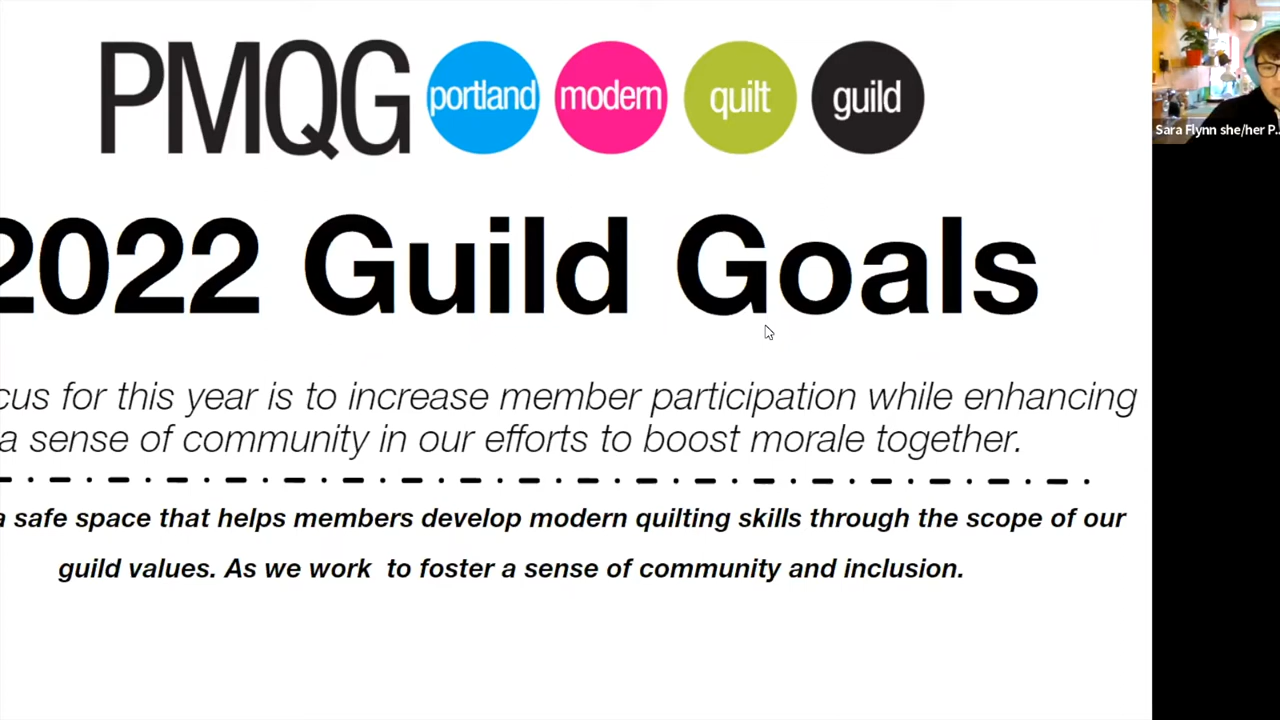 PMQG portland modern quilt guild
2022 Guild Goals
cus for this year is to increase member participation while enhancing
a sense of community in our efforts to boost morale together.
a safe space that helps members develop modern quilting skills through the scope of our
guild values. As we work to foster a sense of community and inclusion.
Sara Flynn she/her P...